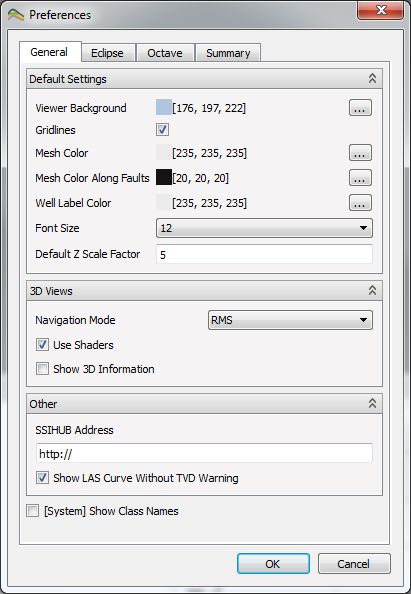 Preferences
General Eclipse Octave Summary
Default Settings
Viewer Background [176, 197, 222] ...
Gridlines
Mesh Color [235, 235, 235] ...
Mesh Color Along Faults [20, 20, 20] ...
Well Label Color [235, 235, 235] ...
Font Size 12
Default Z Scale Factor 5
3D Views
Navigation Mode RMS
Use Shaders
Show 3D Information
Other
SSIHUB Address
http://
Show LAS Curve Without TVD Warning
[System] Show Class Names
OK Cancel